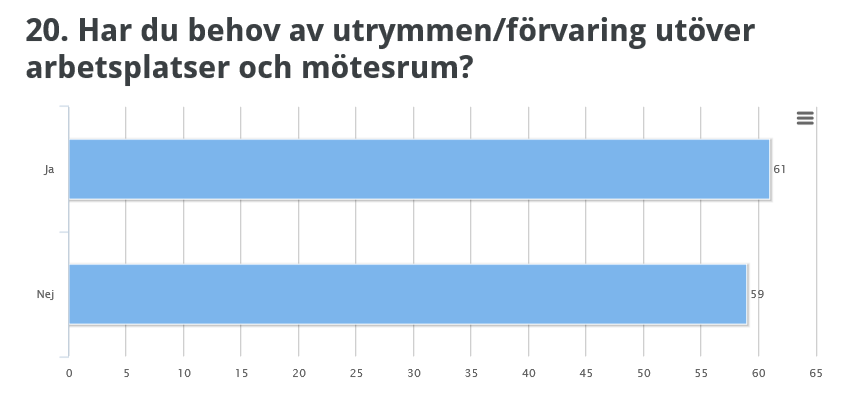 20. Har du behov av utrymmen/förvaring utöver
arbetsplatser och mötesrum?
Ja
61
Nej
59
0 5 10 15 20 25 30 35 40 45 50 55 60 65